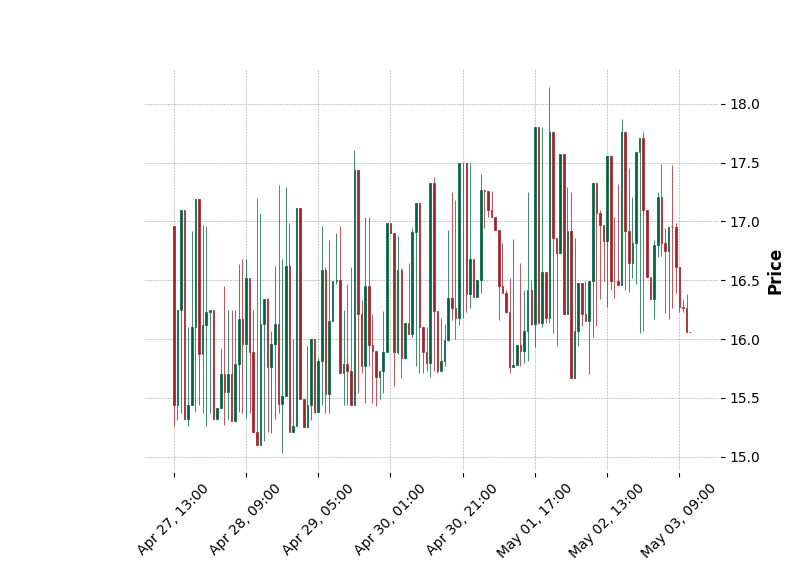 18.0
17.5
17.0
16.5
16.0
15.5
15.0
Price
Apr 27, 13:00
Apr 28, 09:00
Apr 29, 05:00
Apr 30, 01:00
Apr 30, 21:00
May 01, 17:00
May 02, 13:00
May 03, 09:00